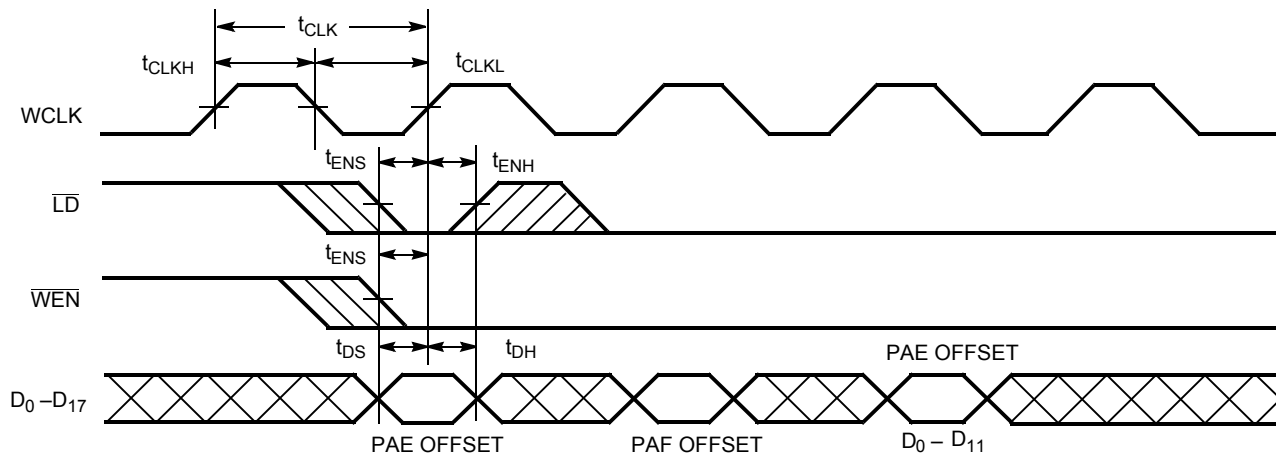 tCLK
tCLKH
tCLKL
WCLK
tENS
tENH
LD
tENS
WEN
tDS
tDH
PAE OFFSET
D0 –D17
PAE OFFSET
PAF OFFSET
D0 – D11